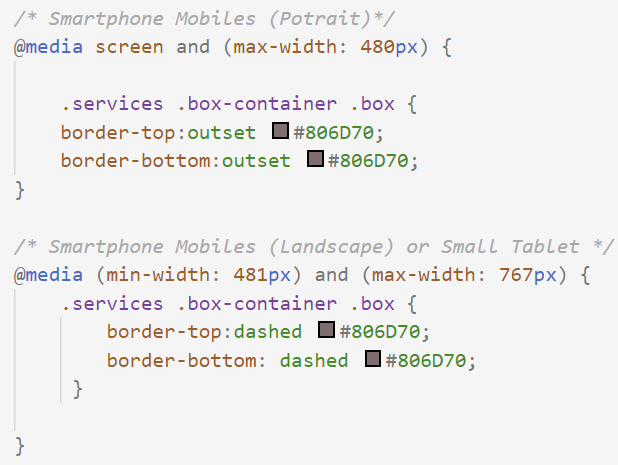 /* Smartphone Mobiles (Potrait)*/
@media screen and (max-width: 480px) {
.services .box-container .box {
border-top:outset #806D70;
border-bottom:outset #806D70;
}
/* Smartphone Mobiles (Landscape) or Small Tablet */
@media (min-width: 481px) and (max-width: 767px) {
.services .box-container .box {
border-top:dashed #806D70;
border-bottom: dashed #806D70;
}
}